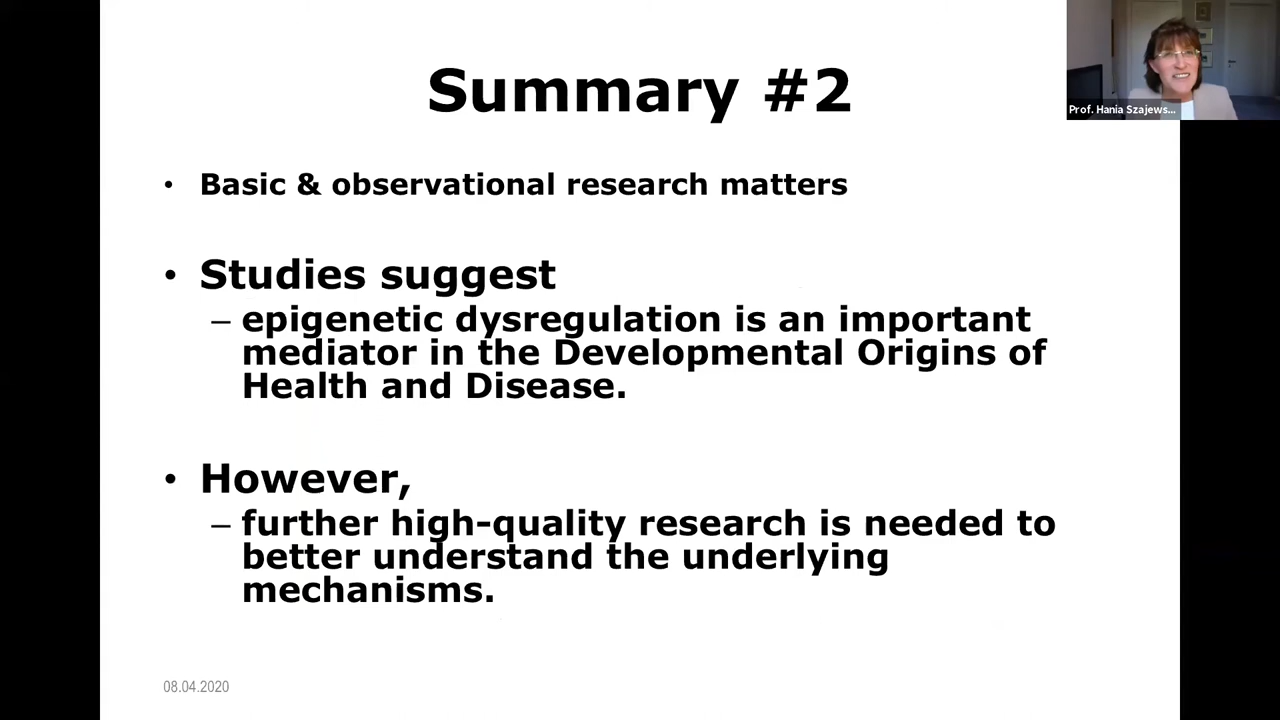 Summary #2
Prof. Hania Szajews...
• Basic & observational research matters
• Studies suggest
– epigenetic dysregulation is an important
mediator in the Developmental Origins of
Health and Disease.
• However,
– further high-quality research is needed to
better understand the underlying
mechanisms.
08.04.2020